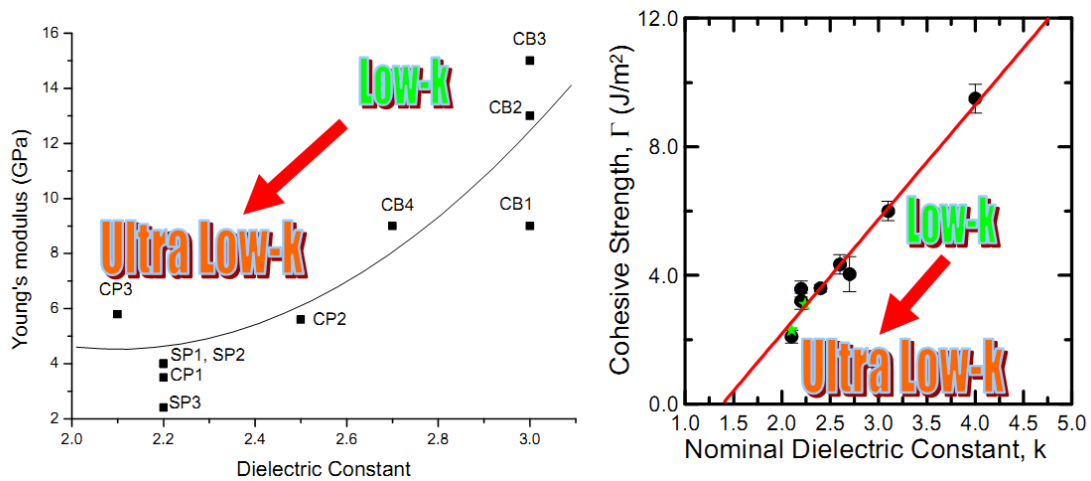 16
14
12
10
8
6
4
2
Young's modulus (GPa)
CB3
Low-k
CB2
CB4
CB1
Ultra Low-k
CP3
CP2
SP1, SP2
CP1
SP3
2.0 2.2 2.4 2.6 2.8 3.0
Dielectric Constant
12.0
8.0
4.0
0.0
Cohesive Strength, Γ (J/m²)
Low-k
Ultra Low-k
1.0 1.5 2.0 2.5 3.0 3.5 4.0 4.5 5.0
Nominal Dielectric Constant, k